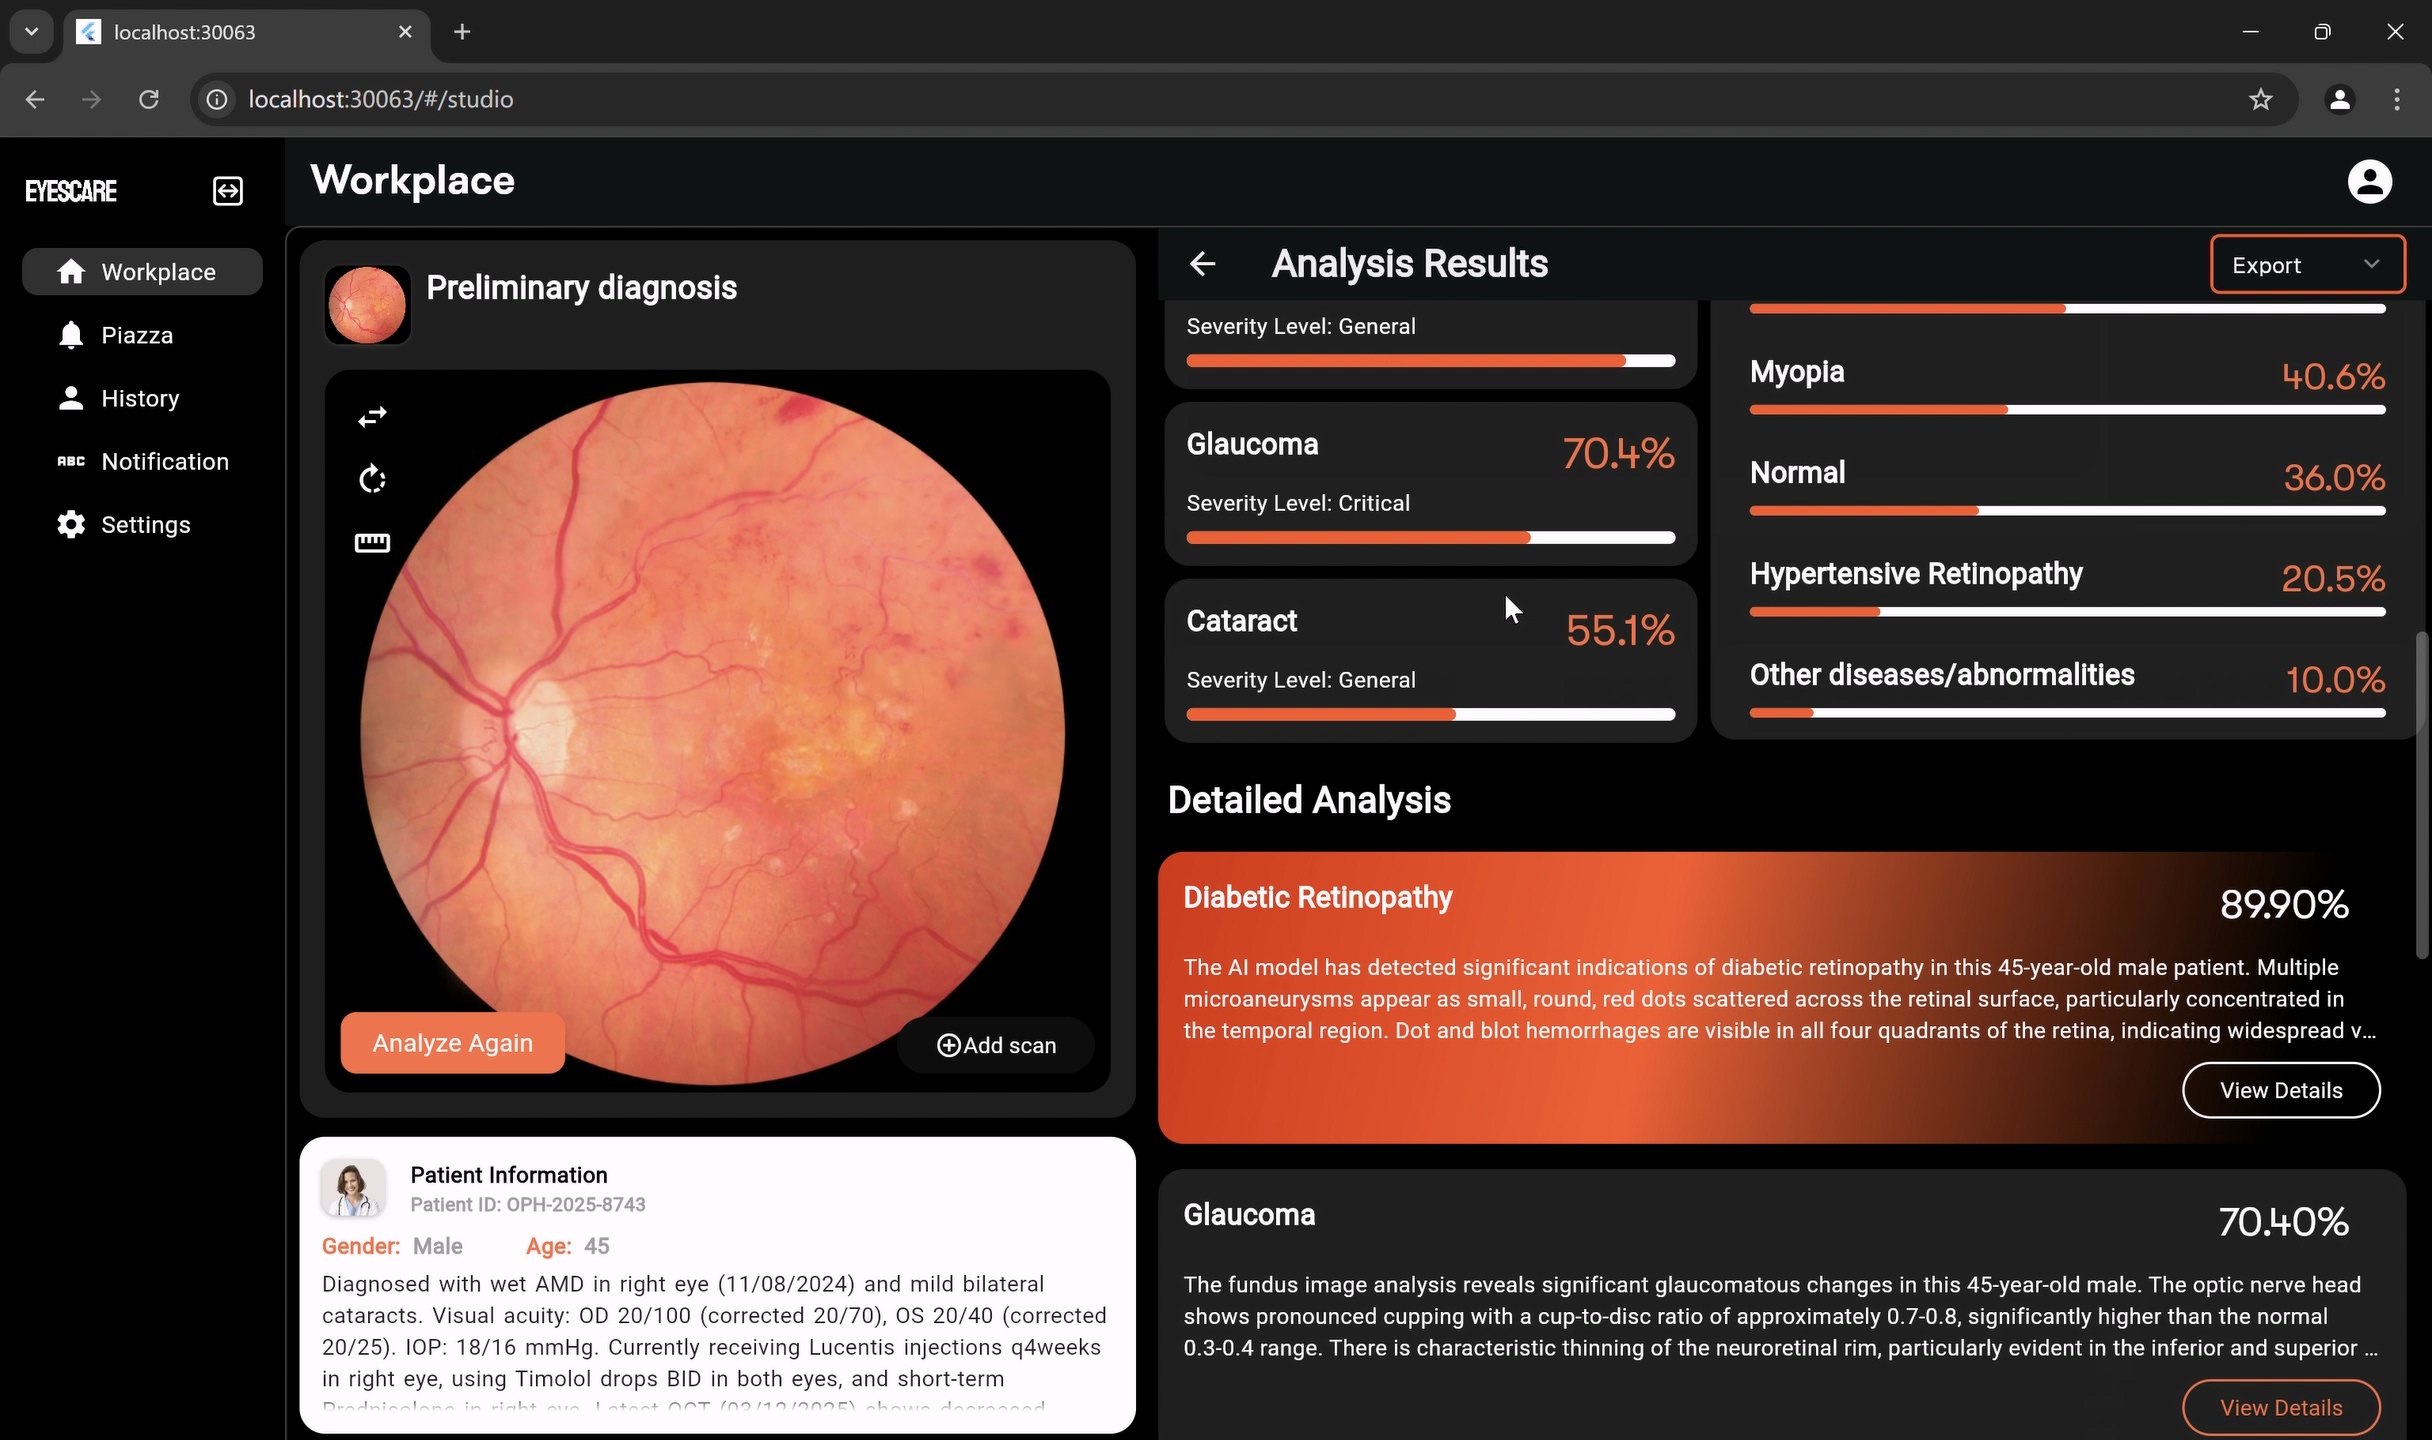 localhost:30063
localhost:30063/#/studio
EYESCARE
Workplace
Piazza
History
ABC Notification
Settings
Workplace
Preliminary diagnosis
Analyze Again
Add scan
Patient Information
Patient ID: OPH-2025-8743
Gender: Male Age: 45
Diagnosed with wet AMD in right eye (11/08/2024) and mild bilateral
cataracts. Visual acuity: OD 20/100 (corrected 20/70), OS 20/40 (corrected
20/25). IOP: 18/16 mmHg. Currently receiving Lucentis injections q4weeks
in right eye, using Timolol drops BID in both eyes, and short-term
Prednisolone in right eye. Latest OCT (03/12/2025) shows decreased
Analysis Results
Export
Severity Level: General
Glaucoma 70.4%
Severity Level: Critical
Cataract 55.1%
Severity Level: General
Myopia 40.6%
Normal 36.0%
Hypertensive Retinopathy 20.5%
Other diseases/abnormalities 10.0%
Detailed Analysis
Diabetic Retinopathy 89.90%
The AI model has detected significant indications of diabetic retinopathy in this 45-year-old male patient. Multiple
microaneurysms appear as small, round, red dots scattered across the retinal surface, particularly concentrated in
the temporal region. Dot and blot hemorrhages are visible in all four quadrants of the retina, indicating widespread v...
View Details
Glaucoma 70.40%
The fundus image analysis reveals significant glaucomatous changes in this 45-year-old male. The optic nerve head
shows pronounced cupping with a cup-to-disc ratio of approximately 0.7-0.8, significantly higher than the normal
0.3-0.4 range. There is characteristic thinning of the neuroretinal rim, particularly evident in the inferior and superior ...
View Details